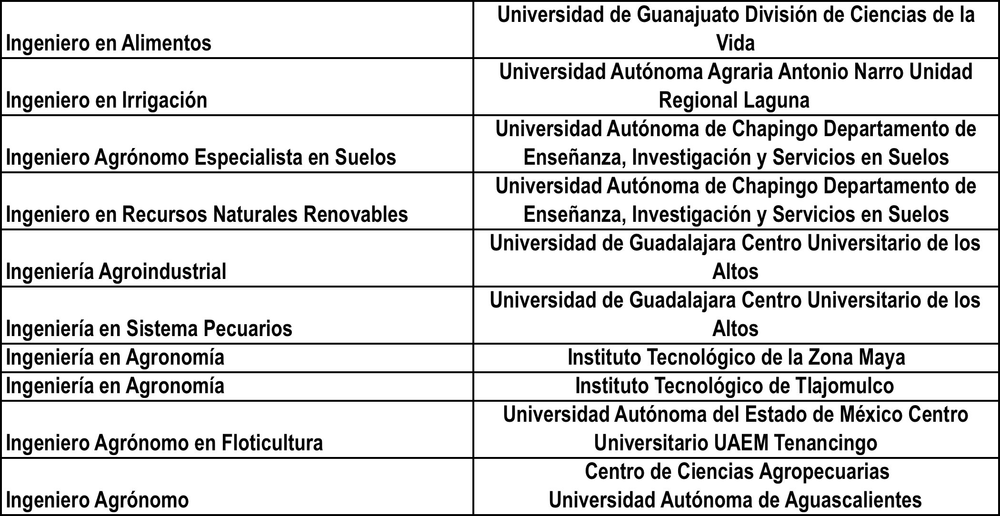 Universidad de Guanajuato División de Ciencias de la
Ingeniero en Alimentos
Vida
Universidad Autónoma Agraria Antonio Narro Unidad
Ingeniero en Irrigación
Regional Laguna
Universidad Autónoma de Chapingo Departamento de
Ingeniero Agrónomo Especialista en Suelos
Enseñanza, Investigación y Servicios en Suelos
Universidad Autónoma de Chapingo Departamento de
Ingeniero en Recursos Naturales Renovables
Enseñanza, Investigación y Servicios en Suelos
Universidad de Guadalajara Centro Universitario de los
Ingeniería Agroindustrial
Altos
Universidad de Guadalajara Centro Universitario de los
Ingeniería en Sistema Pecuarios
Altos
Ingeniería en Agronomía
Instituto Tecnológico de la Zona Maya
Ingeniería en Agronomía
Instituto Tecnológico de Tlajomulco
Universidad Autónoma del Estado de México Centro
Ingeniero Agrónomo en Floticultura
Universitario UAEM Tenancingo
Centro de Ciencias Agropecuarias
Ingeniero Agrónomo
Universidad Autónoma de Aguascalientes